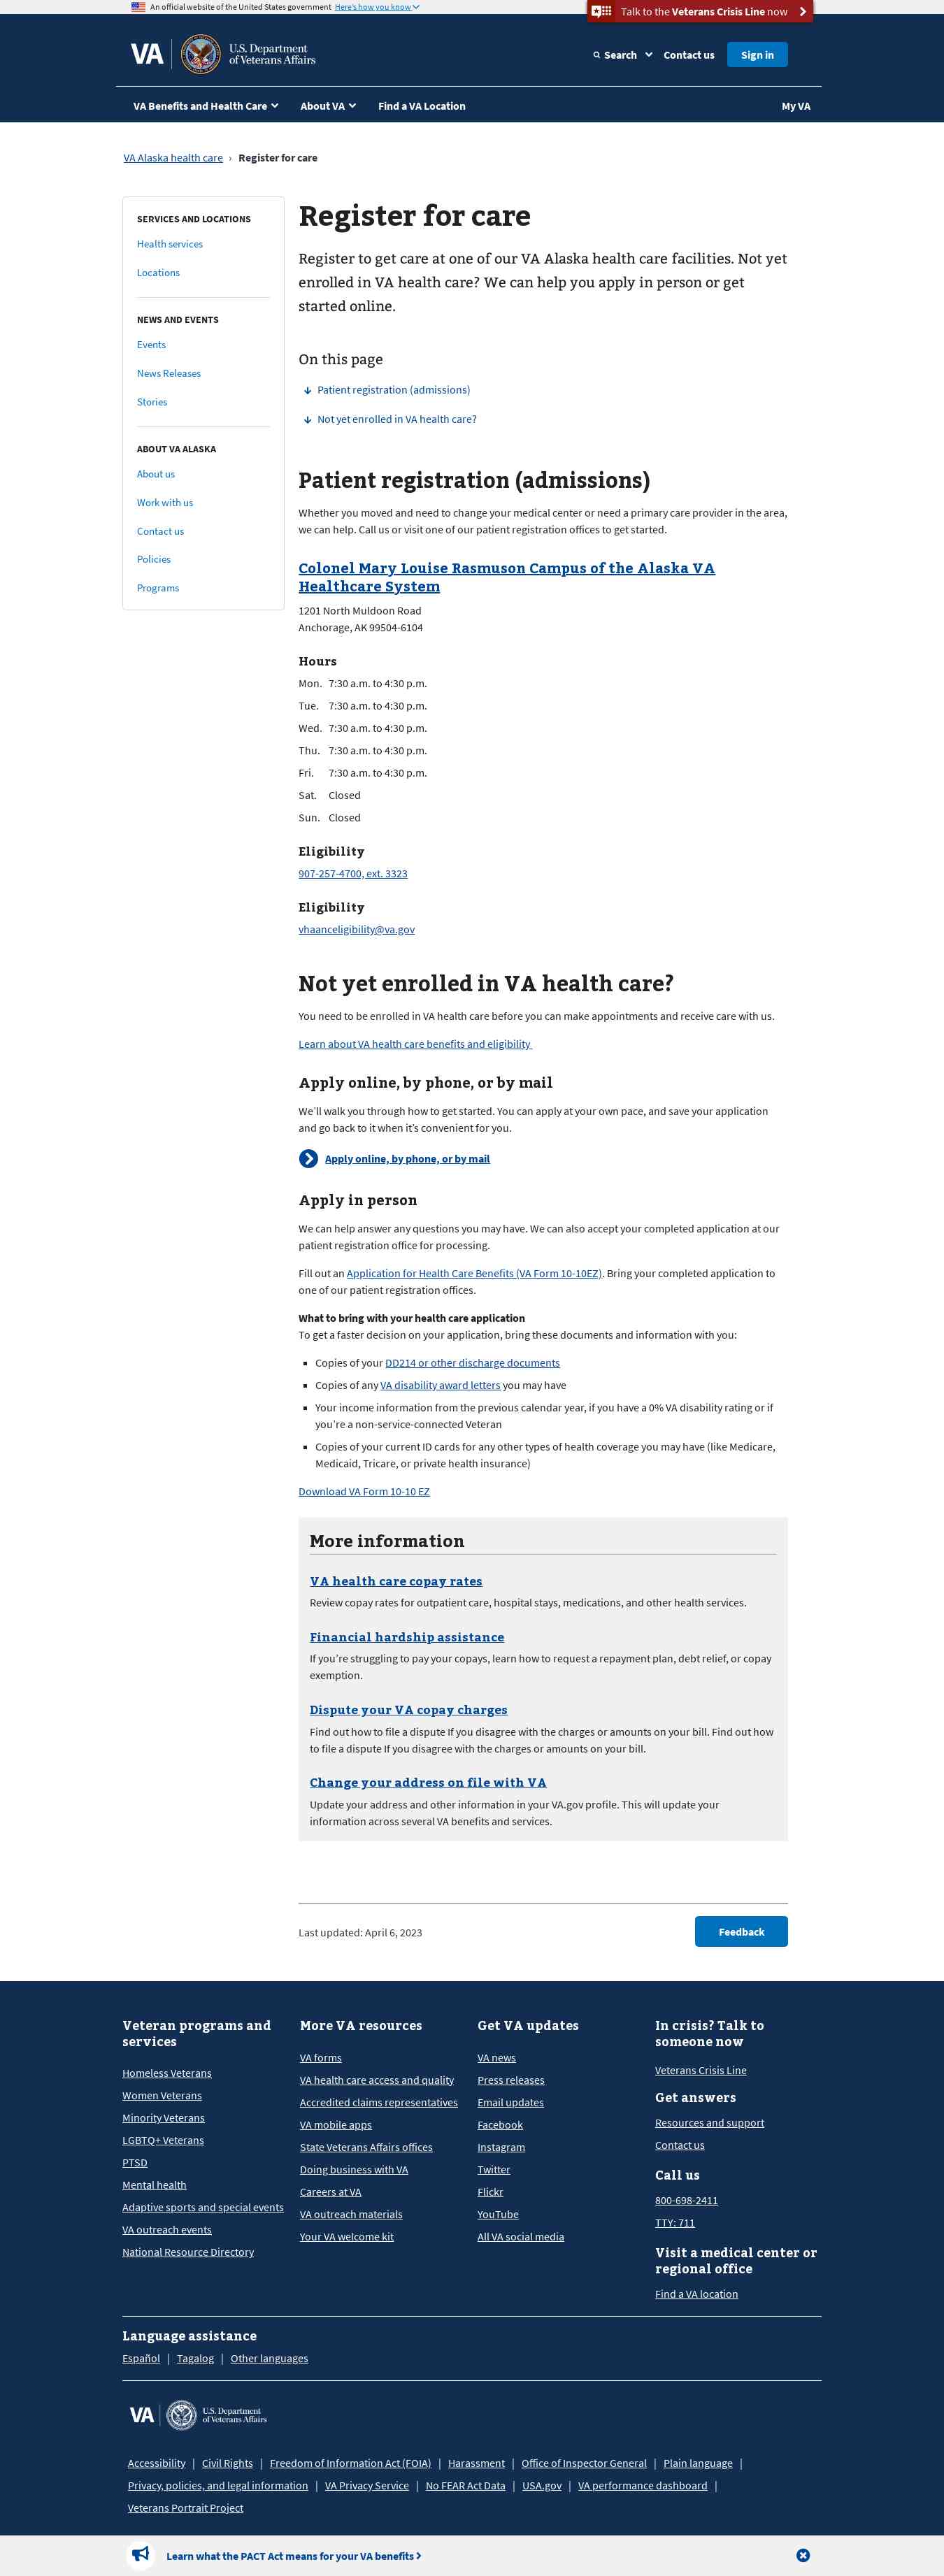 An official website of the United States government Here's how you know
Talk to the Veterans Crisis Line now
VA
U.S. Department
of Veterans Affairs
Search
Contact us
Sign in
VA Benefits and Health Care
About VA
Find a VA Location
My VA
VA Alaska health care › Register for care
SERVICES AND LOCATIONS
Health services
Locations
NEWS AND EVENTS
Events
News Releases
Stories
ABOUT VA ALASKA
About us
Work with us
Contact us
Policies
Programs
Register for care
Register to get care at one of our VA Alaska health care facilities. Not yet
enrolled in VA health care? We can help you apply in person or get
started online.
On this page
Patient registration (admissions)
Not yet enrolled in VA health care?
Patient registration (admissions)
Whether you moved and need to change your medical center or need a primary care provider in the area,
we can help. Call us or visit one of our patient registration offices to get started.
Colonel Mary Louise Rasmuson Campus of the Alaska VA
Healthcare System
1201 North Muldoon Road
Anchorage, AK 99504-6104
Hours
Mon. 7:30 a.m. to 4:30 p.m.
Tue. 7:30 a.m. to 4:30 p.m.
Wed. 7:30 a.m. to 4:30 p.m.
Thu. 7:30 a.m. to 4:30 p.m.
Fri. 7:30 a.m. to 4:30 p.m.
Sat. Closed
Sun. Closed
Eligibility
907-257-4700, ext. 3323
Eligibility
vhaanceligibility@va.gov
Not yet enrolled in VA health care?
You need to be enrolled in VA health care before you can make appointments and receive care with us.
Learn about VA health care benefits and eligibility
Apply online, by phone, or by mail
We'll walk you through how to get started. You can apply at your own pace, and save your application
and go back to it when it's convenient for you.
Apply online, by phone, or by mail
Apply in person
We can help answer any questions you may have. We can also accept your completed application at our
patient registration office for processing.
Fill out an Application for Health Care Benefits (VA Form 10-10EZ). Bring your completed application to
one of our patient registration offices.
What to bring with your health care application
To get a faster decision on your application, bring these documents and information with you:
Copies of your DD214 or other discharge documents
Copies of any VA disability award letters you may have
Your income information from the previous calendar year, if you have a 0% VA disability rating or if
you're a non-service-connected Veteran
Copies of your current ID cards for any other types of health coverage you may have (like Medicare,
Medicaid, Tricare, or private health insurance)
Download VA Form 10-10 EZ
More information
VA health care copay rates
Review copay rates for outpatient care, hospital stays, medications, and other health services.
Financial hardship assistance
If you're struggling to pay your copays, learn how to request a repayment plan, debt relief, or copay
exemption.
Dispute your VA copay charges
Find out how to file a dispute If you disagree with the charges or amounts on your bill. Find out how
to file a dispute If you disagree with the charges or amounts on your bill.
Change your address on file with VA
Update your address and other information in your VA.gov profile. This will update your
information across several VA benefits and services.
Last updated: April 6, 2023
Feedback
Veteran programs and
services
Homeless Veterans
Women Veterans
Minority Veterans
LGBTQ+ Veterans
PTSD
Mental health
Adaptive sports and special events
VA outreach events
National Resource Directory
More VA resources
VA forms
VA health care access and quality
Accredited claims representatives
VA mobile apps
State Veterans Affairs offices
Doing business with VA
Careers at VA
VA outreach materials
Your VA welcome kit
Get VA updates
VA news
Press releases
Email updates
Facebook
Instagram
Twitter
Flickr
YouTube
All VA social media
In crisis? Talk to
someone now
Veterans Crisis Line
Get answers
Resources and support
Contact us
Call us
800-698-2411
TTY: 711
Visit a medical center or
regional office
Find a VA location
Language assistance
Español | Tagalog | Other languages
VA
U.S. Department
of Veterans Affairs
Accessibility | Civil Rights | Freedom of Information Act (FOIA) | Harassment | Office of Inspector General | Plain language |
Privacy, policies, and legal information | VA Privacy Service | No FEAR Act Data | USA.gov | VA performance dashboard |
Veterans Portrait Project
Learn what the PACT Act means for your VA benefits